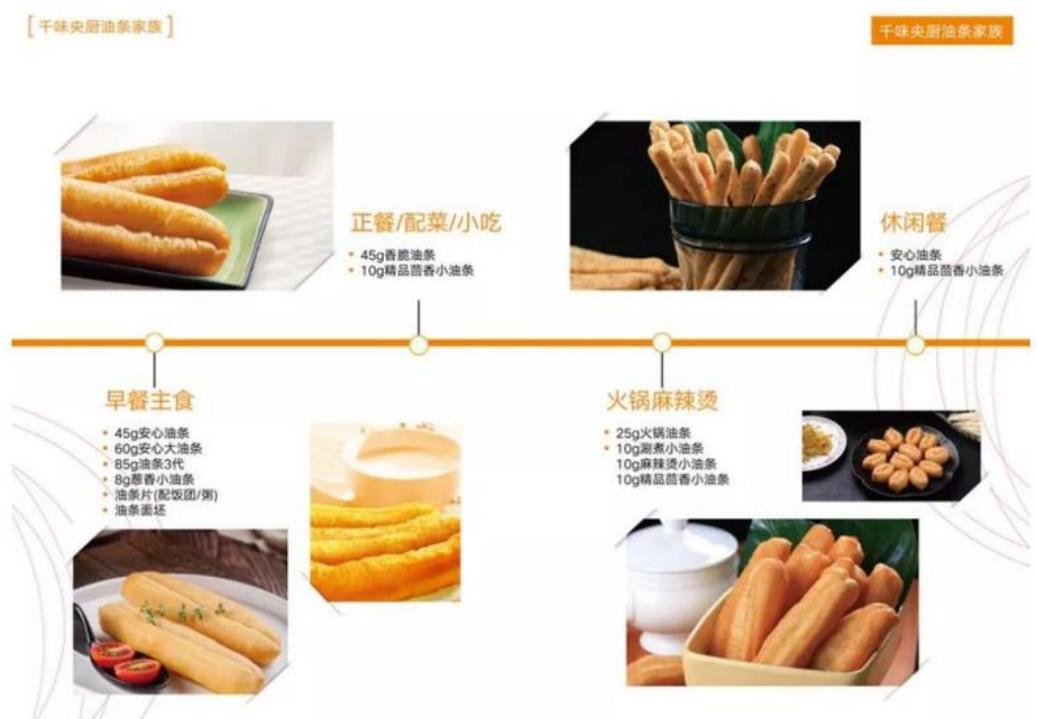 [千味央厨油条家族]
千味央厨油条家族
正餐/配菜/小吃
• 45g香脆油条
• 10g精品茴香小油条
休闲餐
• 安心油条
• 10g精品茴香小油条
早餐主食
• 45g安心油条
• 60g安心大油条
• 85g油条3代
• 8g葱香小油条
• 油条片(配饭团/粥)
• 油条面坯
火锅麻辣烫
• 25g火锅油条
• 10g涮煮小油条
10g麻辣烫小油条
10g精品茴香小油条